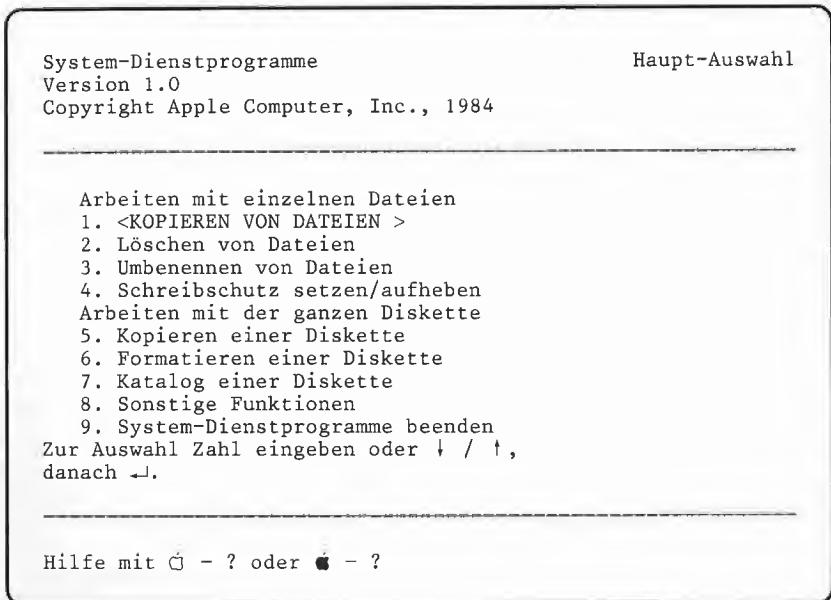 System-Dienstprogramme Haupt-Auswahl
Version 1.0
Copyright Apple Computer, Inc., 1984
Arbeiten mit einzelnen Dateien
1. <KOPIEREN VON DATEIEN >
2. Löschen von Dateien
3. Umbenennen von Dateien
4. Schreibschutz setzen/aufheben
Arbeiten mit der ganzen Diskette
5. Kopieren einer Diskette
6. Formatieren einer Diskette
7. Katalog einer Diskette
8. Sonstige Funktionen
9. System-Dienstprogramme beenden
Zur Auswahl Zahl eingeben oder ↓ / ↑,
danach ↵.
Hilfe mit  - ? oder  - ?